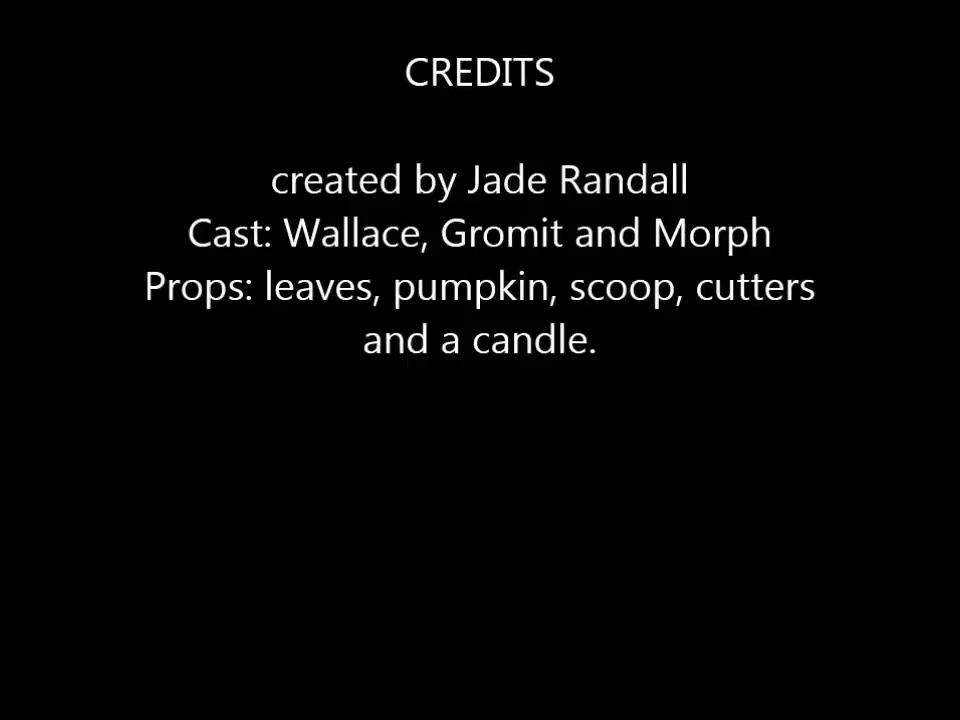 CREDITS
created by Jade Randall
Cast: Wallace, Gromit and Morph
Props: leaves, pumpkin, scoop, cutters
and a candle.